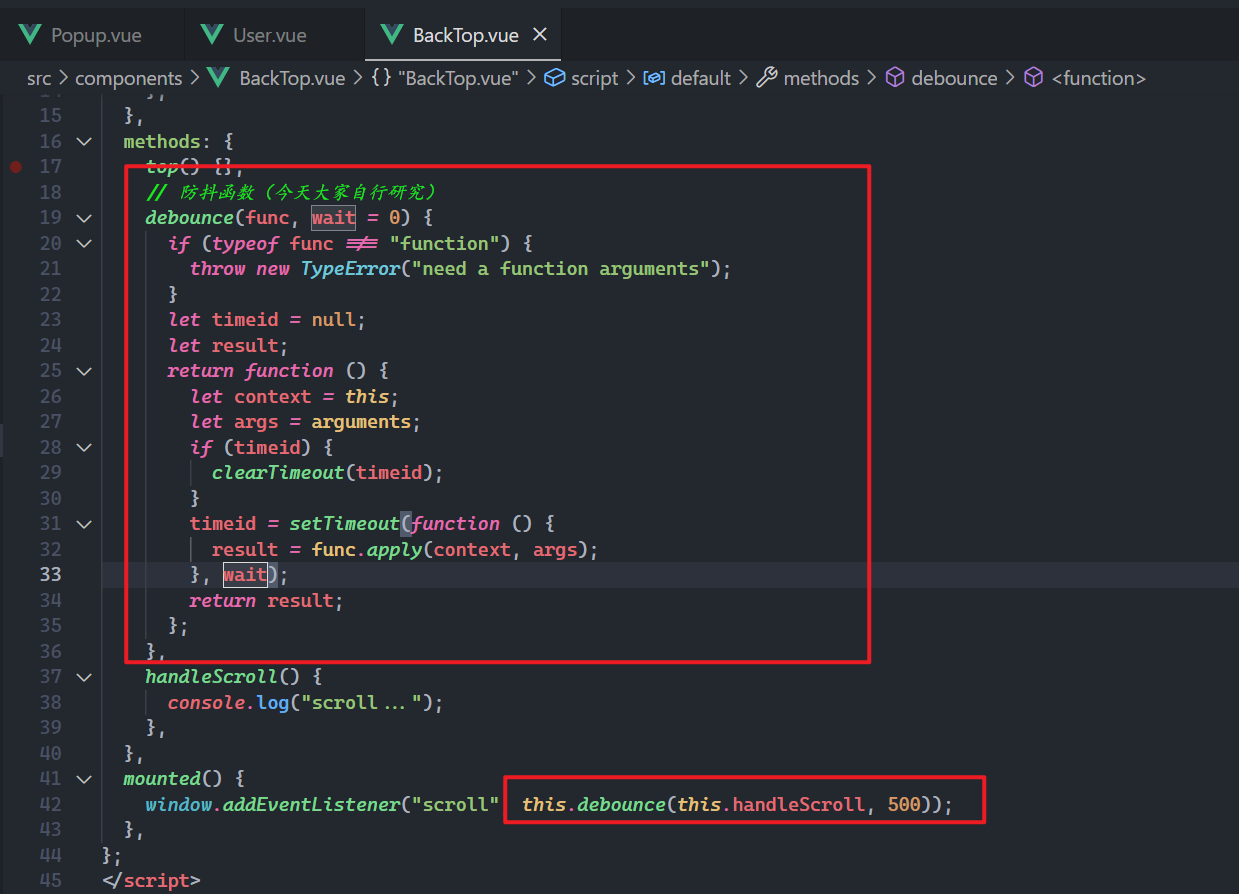 Popup.vue User.vue BackTop.vue
src components BackTop.vue {} "BackTop.vue" script default methods debounce <function>
15 },
16 methods: {
17 top() {},
18 // 防抖函数（今天大家自行研究）
19 debounce(func, wait = 0) {
20 if (typeof func !== "function") {
21 throw new TypeError("need a function arguments");
22 }
23 let timeid = null;
24 let result;
25 return function () {
26 let context = this;
27 let args = arguments;
28 if (timeid) {
29 clearTimeout(timeid);
30 }
31 timeid = setTimeout(function () {
32 result = func.apply(context, args);
33 }, wait);
34 return result;
35 };
36 },
37 handleScroll() {
38 console.log("scroll...");
39 },
40 },
41 mounted() {
42 window.addEventListener("scroll" this.debounce(this.handleScroll, 500));
43 },
44 };
45 </script>